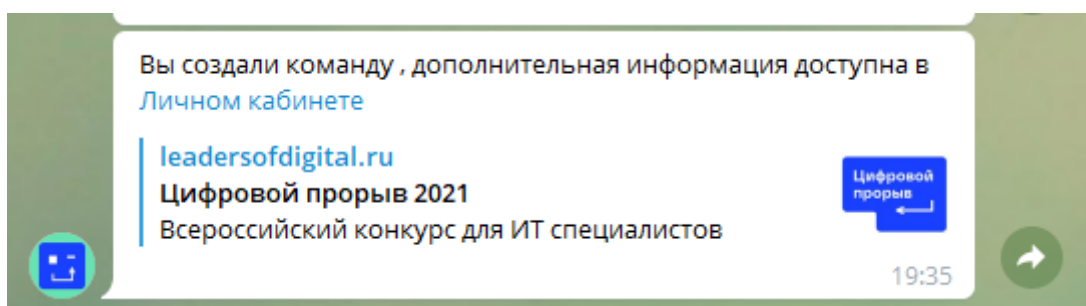 Вы создали команду , дополнительная информация доступна в
Личном кабинете
leadersofdigital.ru
Цифровой прорыв 2021
Всероссийский конкурс для ИТ специалистов
Цифровой
прорыв
19:35